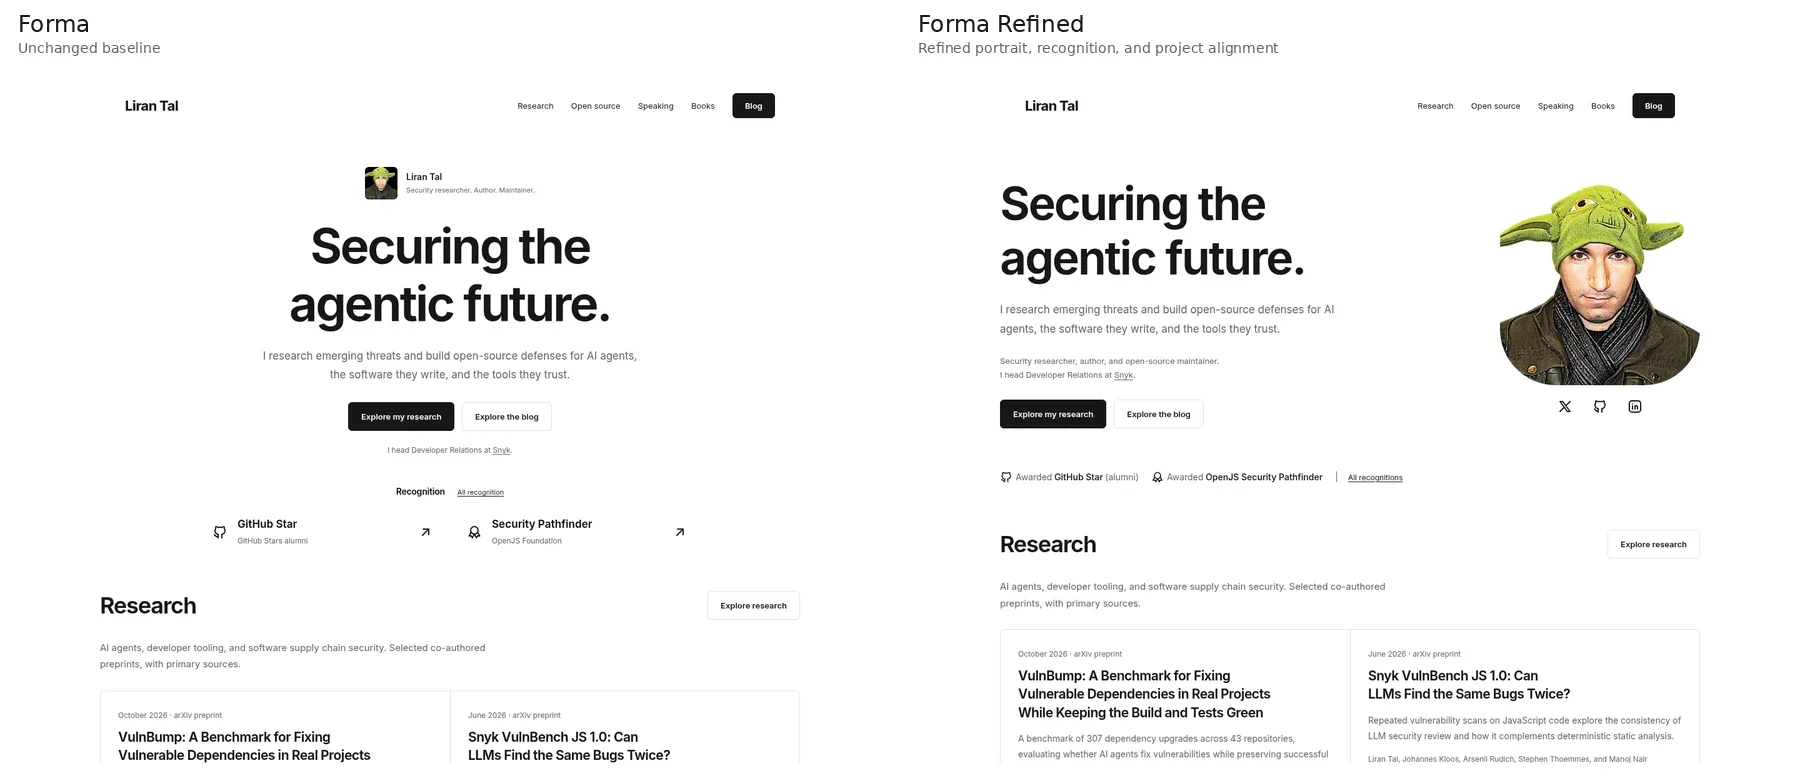 Forma
Unchanged baseline
Liran Tal
Research Open source Speaking Books Blog
Liran Tal
Security researcher. Author. Maintainer.
Securing the
agentic future.
I research emerging threats and build open-source defenses for AI agents,
the software they write, and the tools they trust.
Explore my research Explore the blog
I head Developer Relations at Snyk.
Recognition All recognition
GitHub Star
GitHub Stars alumni
Security Pathfinder
OpenJS Foundation
Research
Explore research
AI agents, developer tooling, and software supply chain security. Selected co-authored
preprints, with primary sources.
October 2026 · arXiv preprint
VulnBump: A Benchmark for Fixing
Vulnerable Dependencies in Real Projects
June 2026 · arXiv preprint
Snyk VulnBench JS 1.0: Can
LLMs Find the Same Bugs Twice?
Forma Refined
Refined portrait, recognition, and project alignment
Liran Tal
Research Open source Speaking Books Blog
Securing the
agentic future.
I research emerging threats and build open-source defenses for AI
agents, the software they write, and the tools they trust.
Security researcher, author, and open-source maintainer.
I head Developer Relations at Snyk.
Explore my research Explore the blog
Awarded GitHub Star (alumni) Awarded OpenJS Security Pathfinder | All recognitions
Research
Explore research
AI agents, developer tooling, and software supply chain security. Selected co-authored
preprints, with primary sources.
October 2026 · arXiv preprint
VulnBump: A Benchmark for Fixing
Vulnerable Dependencies in Real Projects
While Keeping the Build and Tests Green
A benchmark of 307 dependency upgrades across 43 repositories,
evaluating whether AI agents fix vulnerabilities while preserving successful
June 2026 · arXiv preprint
Snyk VulnBench JS 1.0: Can
LLMs Find the Same Bugs Twice?
Repeated vulnerability scans on JavaScript code explore the consistency of
LLM security review and how it complements deterministic static analysis.
Liran Tal, Johannes Kloos, Arsenii Rudich, Stephen Thoemmes, and Manoj Nair